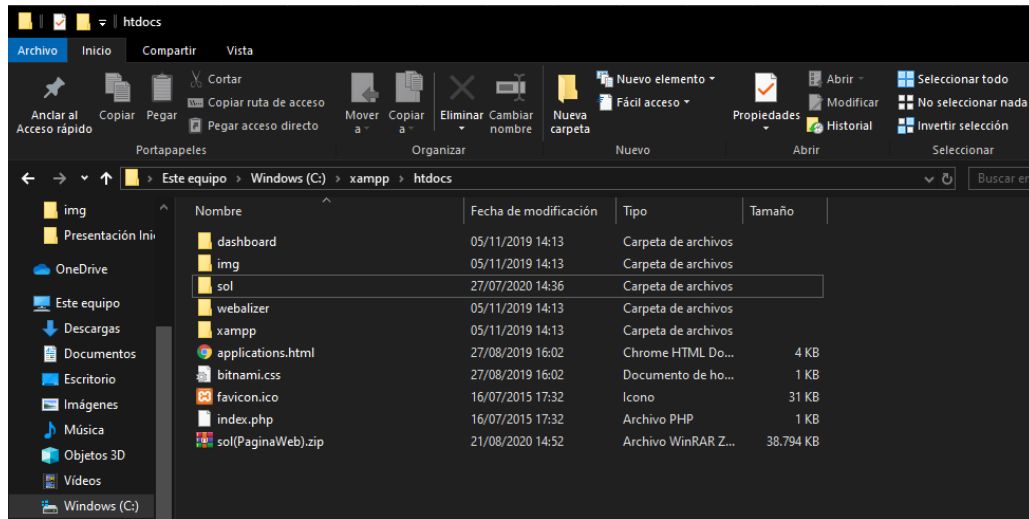 htdocs
Archivo Inicio Compartir Vista
Anclar al Acceso rápido
Copiar
Pegar
Cortar
Copiar ruta de acceso
Pegar acceso directo
Portapapeles
Mover a
Copiar a
Eliminar
Cambiar nombre
Organizar
Nueva carpeta
Nuevo elemento
Fácil acceso
Nuevo
Propiedades
Abrir
Modificar
Historial
Abrir
Seleccionar todo
No seleccionar nada
Invertir selección
Seleccionar
Este equipo > Windows (C:) > xampp > htdocs
Buscar en
img
Presentación Ini
OneDrive
Este equipo
Descargas
Documentos
Escritorio
Imágenes
Música
Objetos 3D
Vídeos
Windows (C:)
Nombre Fecha de modificación Tipo Tamaño
dashboard 05/11/2019 14:13 Carpeta de archivos
img 05/11/2019 14:13 Carpeta de archivos
sol 27/07/2020 14:36 Carpeta de archivos
webalizer 05/11/2019 14:13 Carpeta de archivos
xampp 05/11/2019 14:13 Carpeta de archivos
applications.html 27/08/2019 16:02 Chrome HTML Do... 4 KB
bitnami.css 27/08/2019 16:02 Documento de ho... 1 KB
favicon.ico 16/07/2015 17:32 Icono 31 KB
index.php 16/07/2015 17:32 Archivo PHP 1 KB
sol(PaginaWeb).zip 21/08/2020 14:52 Archivo WinRAR Z... 38.794 KB